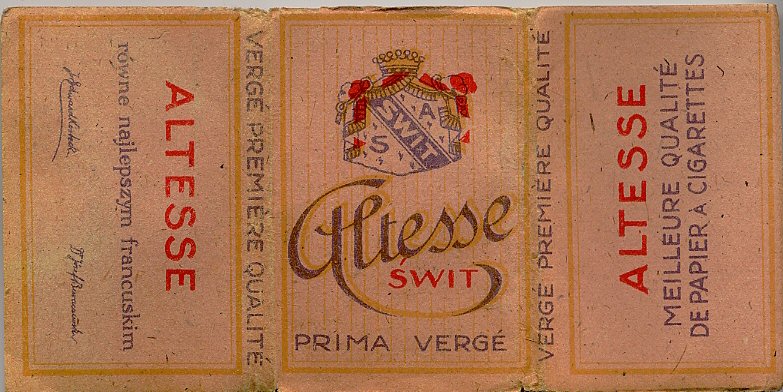 ALTESSE
równe najlepszym francuskim
VERGÉ PREMIÈRE QUALITÉ
A
ŚWIT
S
Altesse
ŚWIT
PRIMA VERGÉ
VERGÉ PREMIÈRE QUALITÉ
ALTESSE
MEILLEURE QUALITÉ
DE PAPIER A CIGARETTES